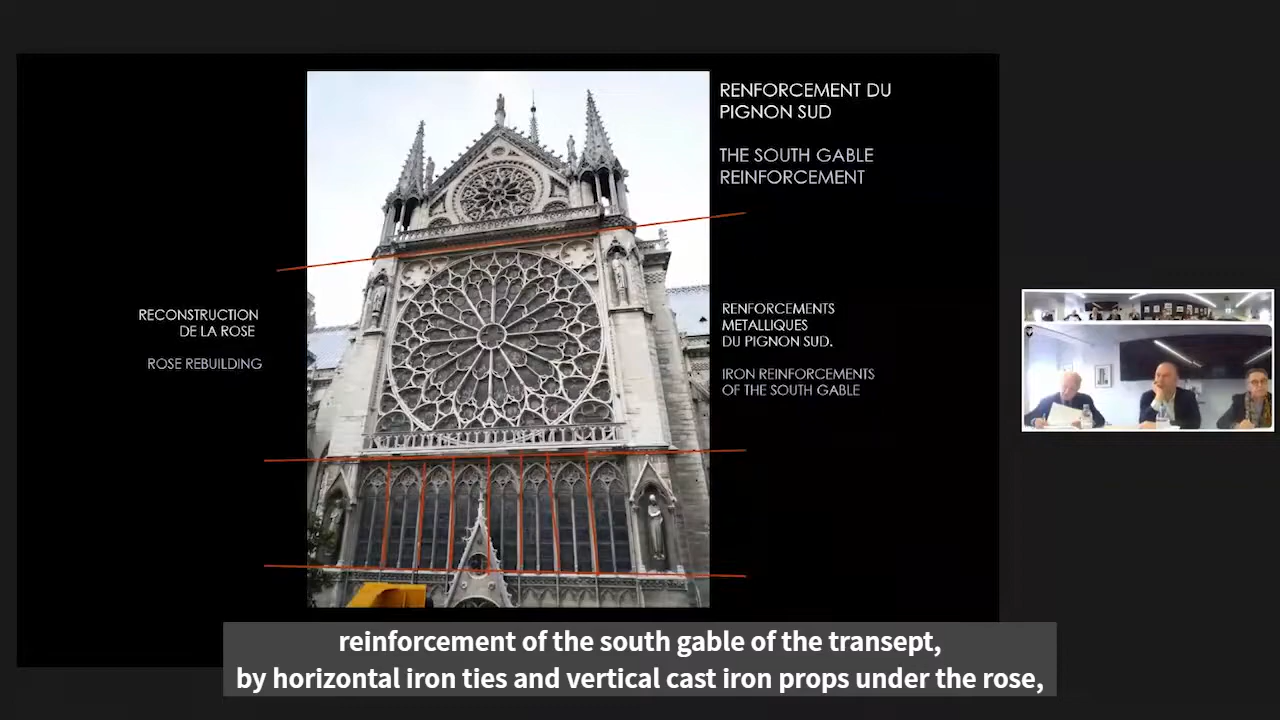 RENFORCEMENT DU
PIGNON SUD
THE SOUTH GABLE
REINFORCEMENT
RECONSTRUCTION
DE LA ROSE
ROSE REBUILDING
RENFORCEMENTS
METALLIQUES
DU PIGNON SUD.
IRON REINFORCEMENTS
OF THE SOUTH GABLE
reinforcement of the south gable of the transept,
by horizontal iron ties and vertical cast iron props under the rose,